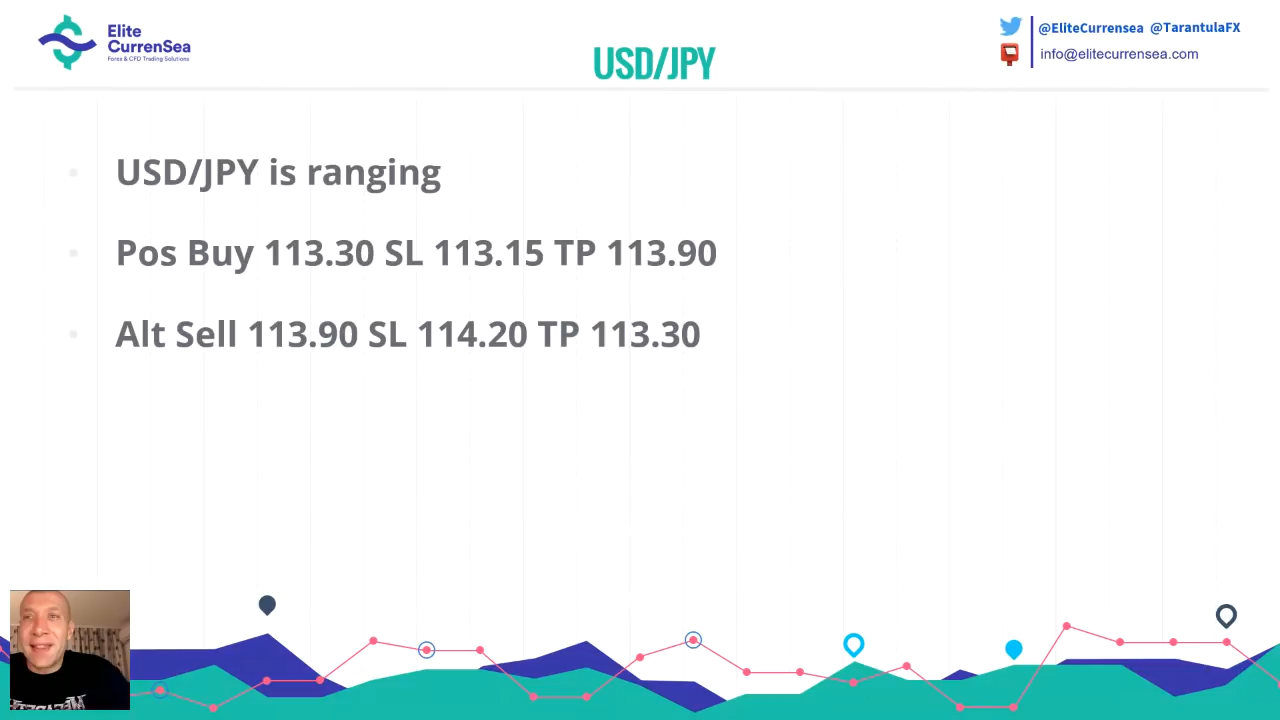 Elite
CurrenSea
Forex & CFD Trading Solutions
@EliteCurrensea @TarantulaFX
info@elitecurrensea.com
USD/JPY
USD/JPY is ranging
Pos Buy 113.30 SL 113.15 TP 113.90
Alt Sell 113.90 SL 114.20 TP 113.30